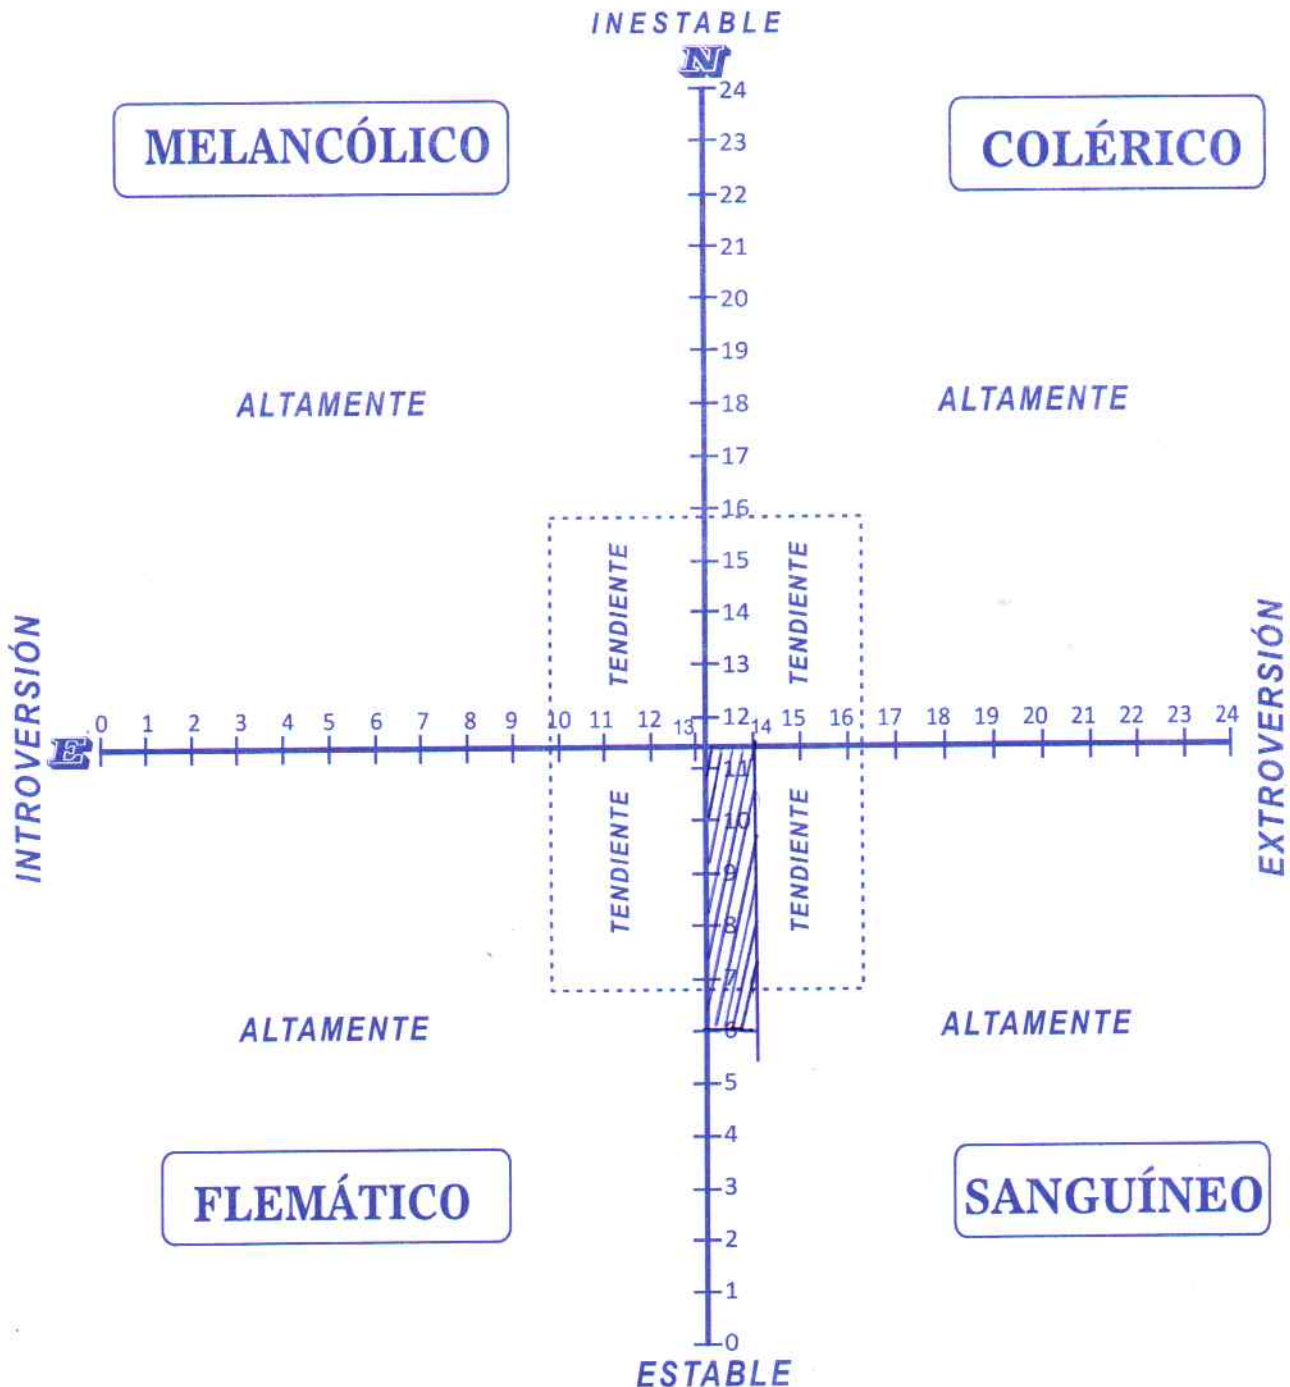 INESTABLE
N
24
MELANCÓLICO
COLÉRICO
23
22
21
20
19
ALTAMENTE
18
ALTAMENTE
17
16
TENDIENTE
15
TENDIENTE
14
13
12
INTROVERSIÓN
E
0 1 2 3 4 5 6 7 8 9 10 11 12 13 14 15 16 17 18 19 20 21 22 23 24
EXTROVERSIÓN
11
TENDIENTE
10
TENDIENTE
9
8
7
ALTAMENTE
6
ALTAMENTE
5
4
FLEMÁTICO
3
SANGUÍNEO
2
1
0
ESTABLE